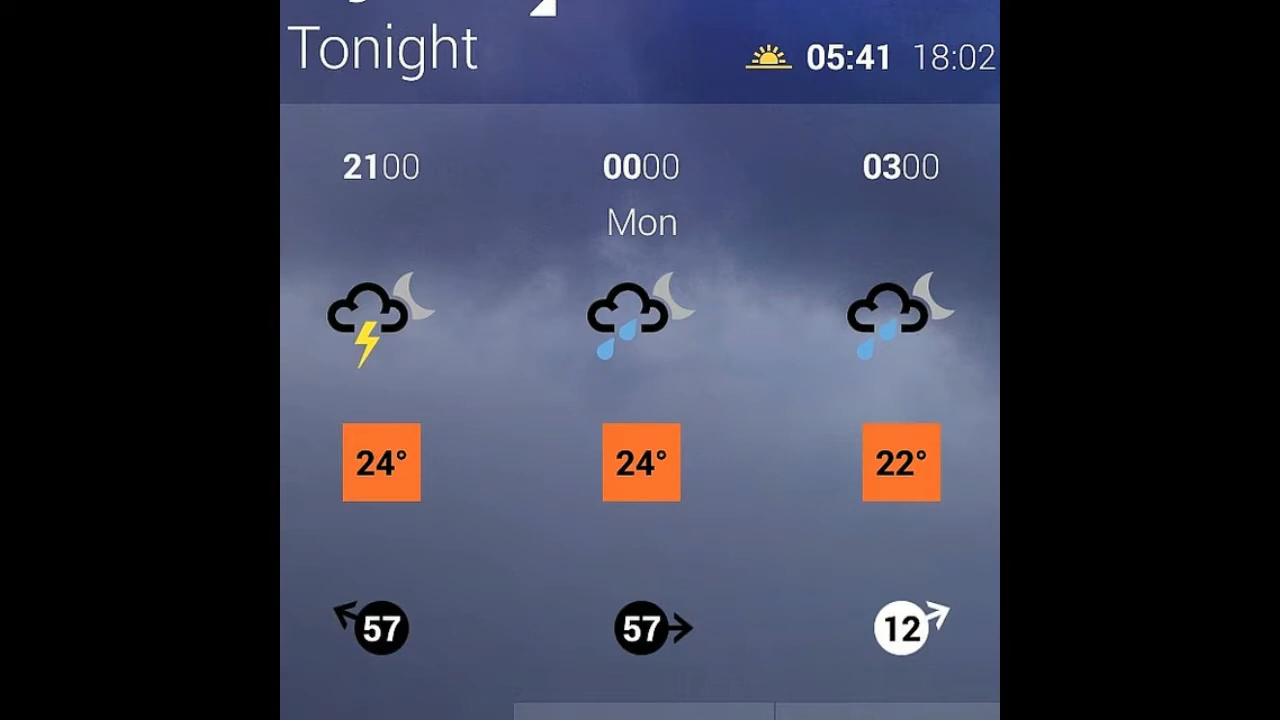 Tonight
05:41 18:02
2100 0000 0300
Mon
24° 24° 22°
57 57 12